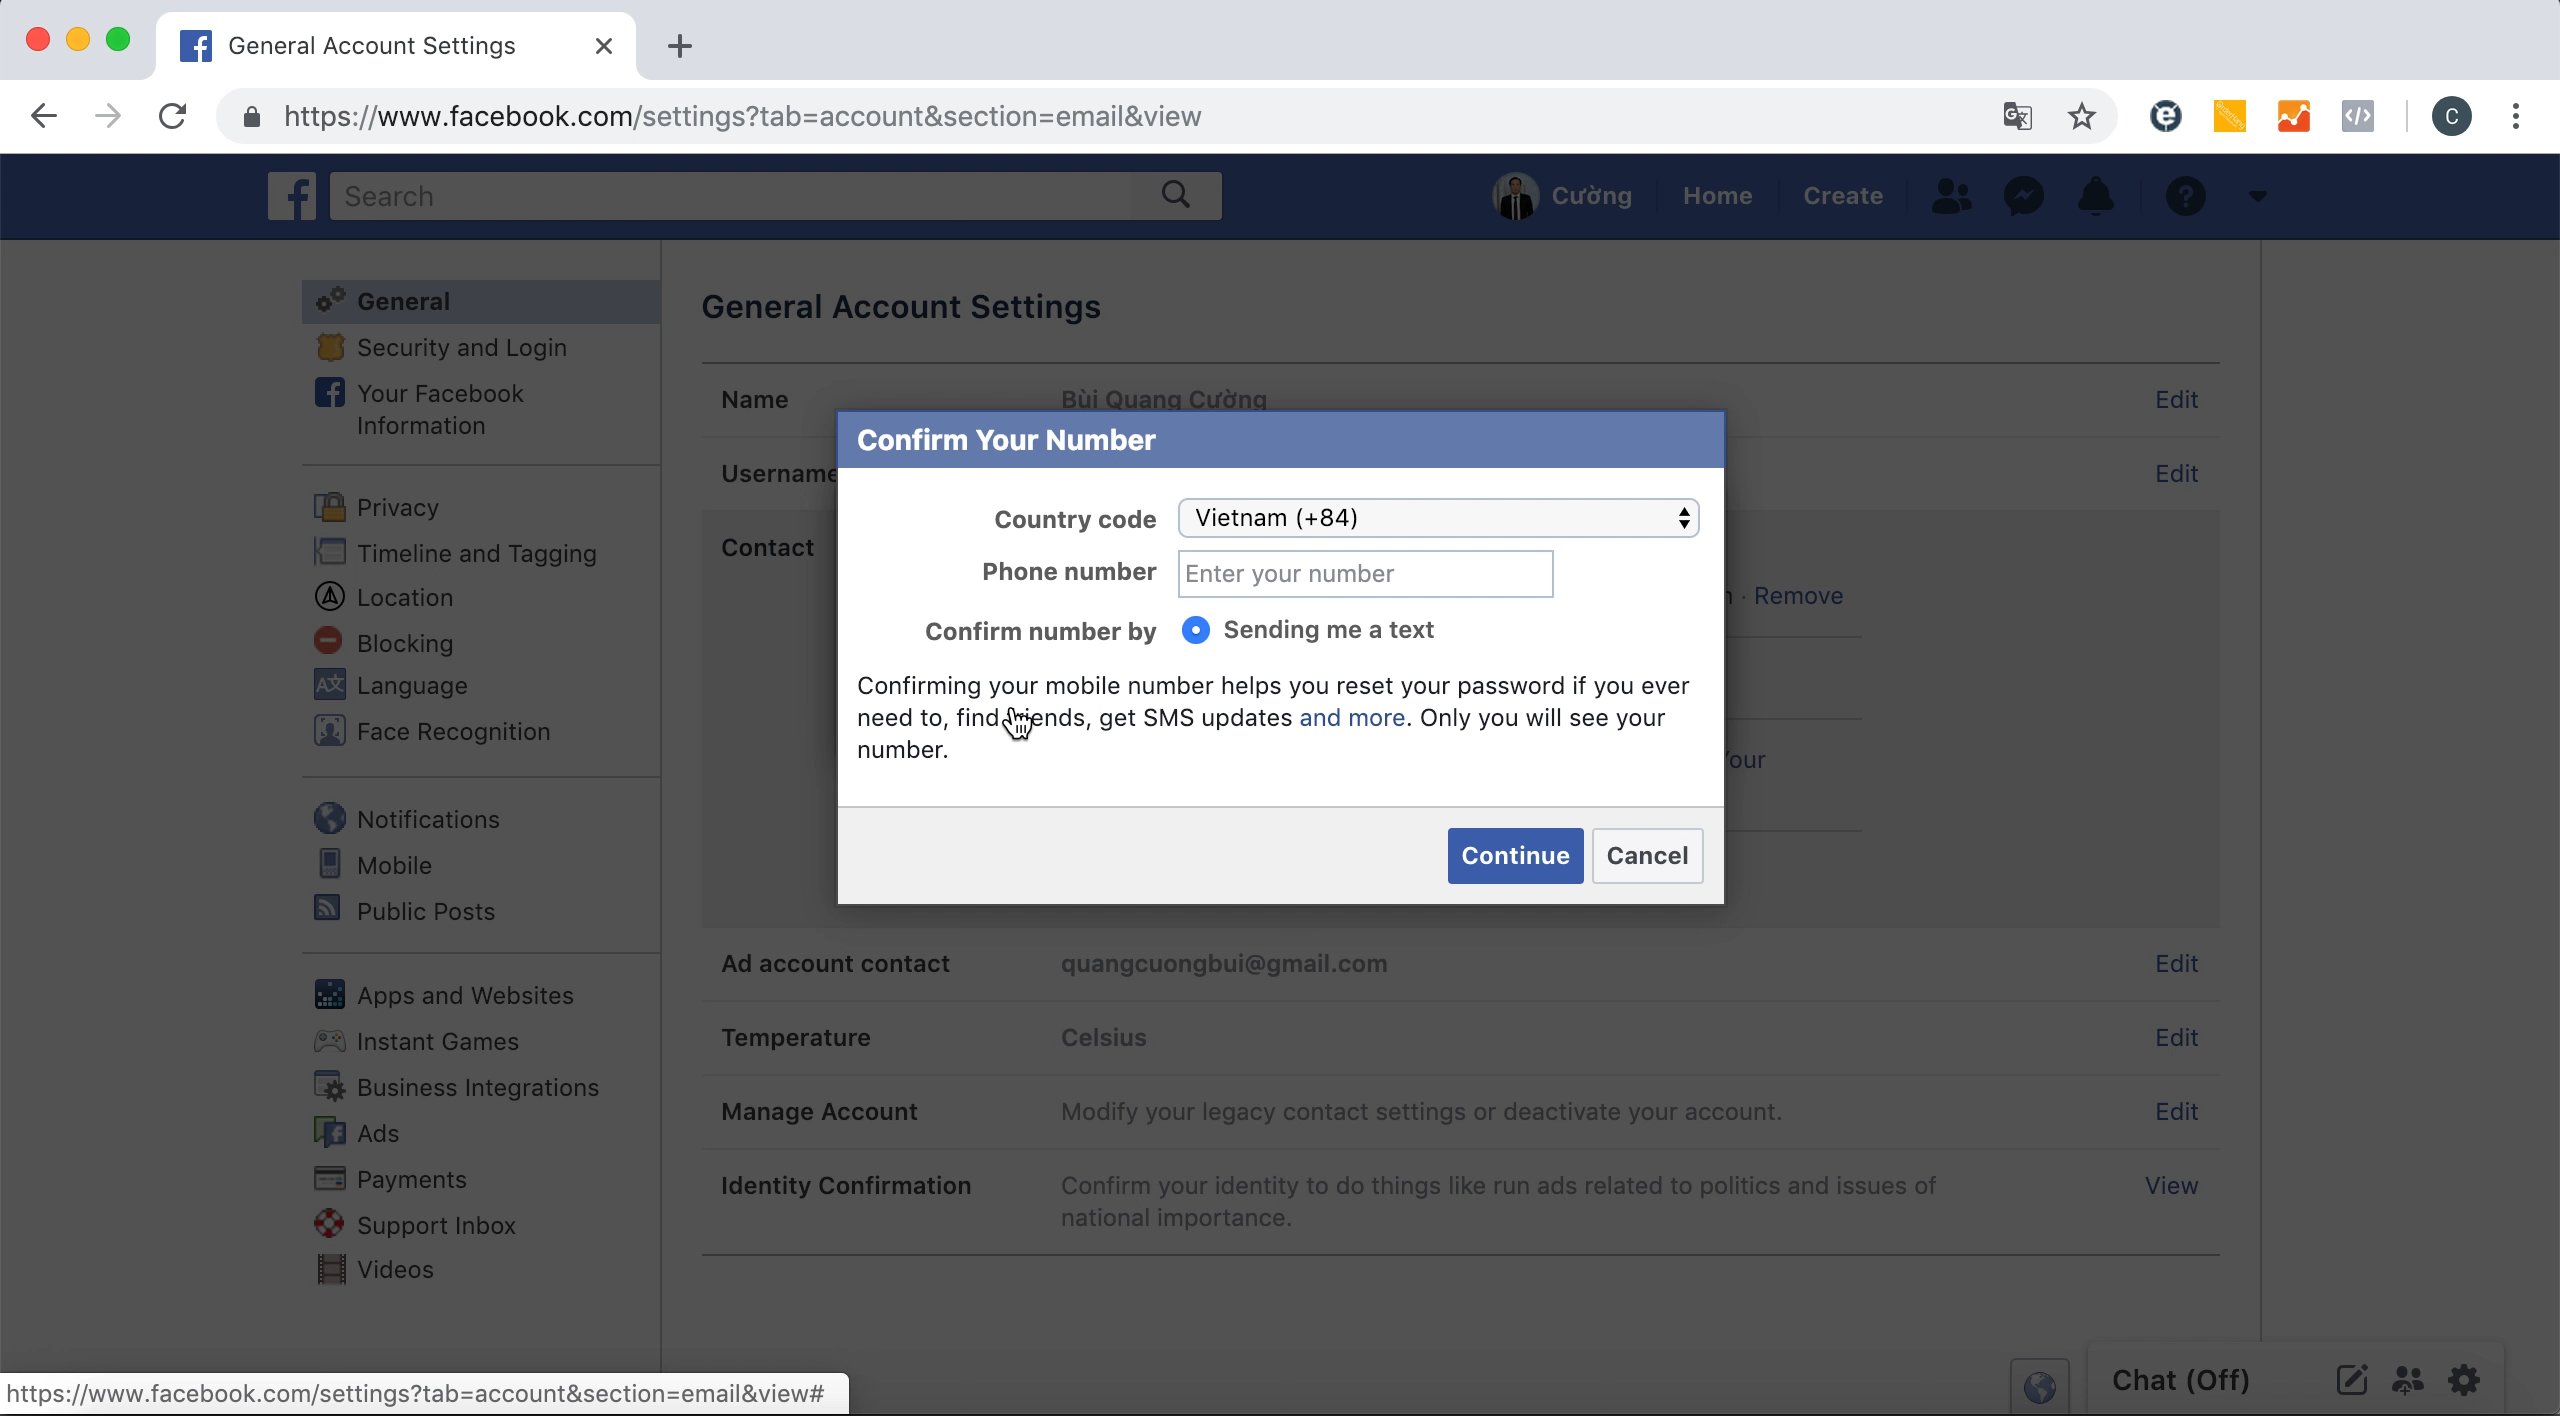 General Account Settings
https://www.facebook.com/settings?tab=account&section=email&view
C
Search
Cường
Home
Create
General
Security and Login
Your Facebook
Information
Privacy
Timeline and Tagging
Location
Blocking
Language
Face Recognition
Notifications
Mobile
Public Posts
Apps and Websites
Instant Games
Business Integrations
Ads
Payments
Support Inbox
Videos
General Account Settings
Name
Bùi Quang Cường
Edit
Username
Edit
Contact
· Remove
Confirm Your Number
Country code
Vietnam (+84)
Phone number
Enter your number
Confirm number by
Sending me a text
Confirming your mobile number helps you reset your password if you ever
need to, find friends, get SMS updates and more. Only you will see your
number.
Continue
Cancel
Ad account contact
quangcuongbui@gmail.com
Edit
Temperature
Celsius
Edit
Manage Account
Modify your legacy contact settings or deactivate your account.
Edit
Identity Confirmation
Confirm your identity to do things like run ads related to politics and issues of
national importance.
View
https://www.facebook.com/settings?tab=account&section=email&view#
Chat (Off)